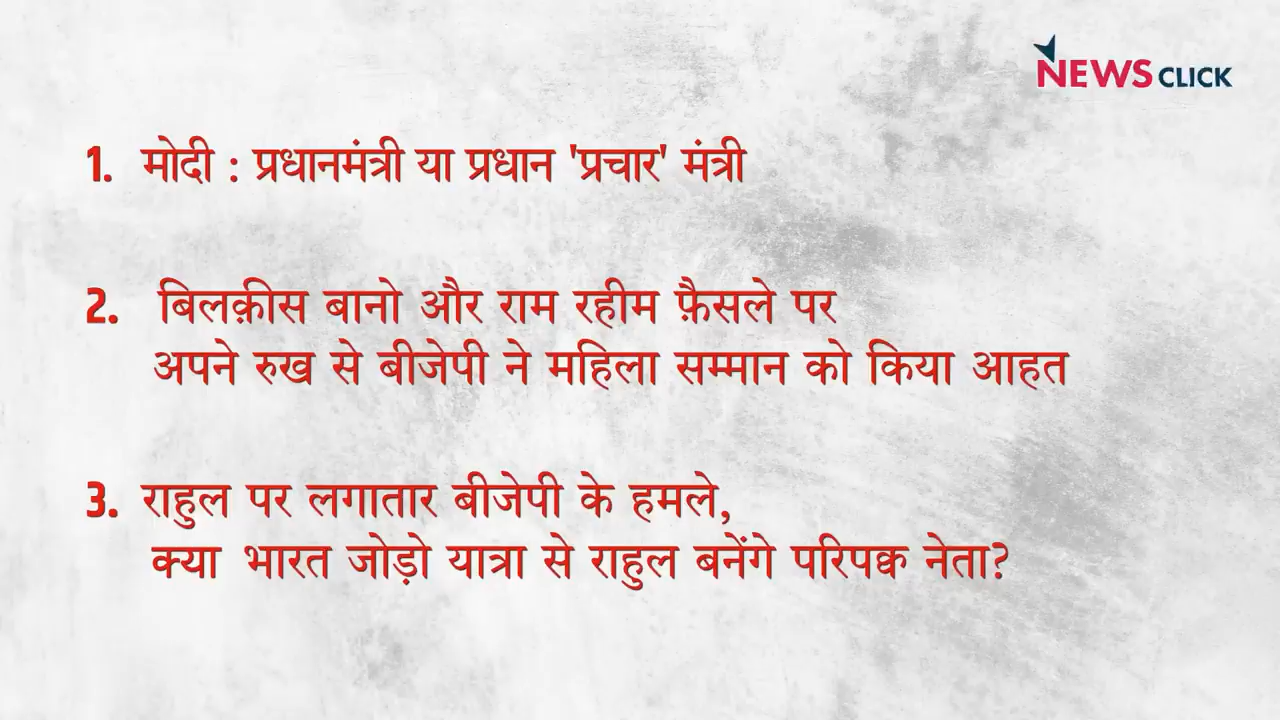 NEWS CLICK
1. मोदी : प्रधानमंत्री या प्रधान 'प्रचार' मंत्री
2. बिलक़ीस बानो और राम रहीम फ़ैसले पर
अपने रुख से बीजेपी ने महिला सम्मान को किया आहत
3. राहुल पर लगातार बीजेपी के हमले,
क्या भारत जोड़ो यात्रा से राहुल बनेंगे परिपक्व नेता?